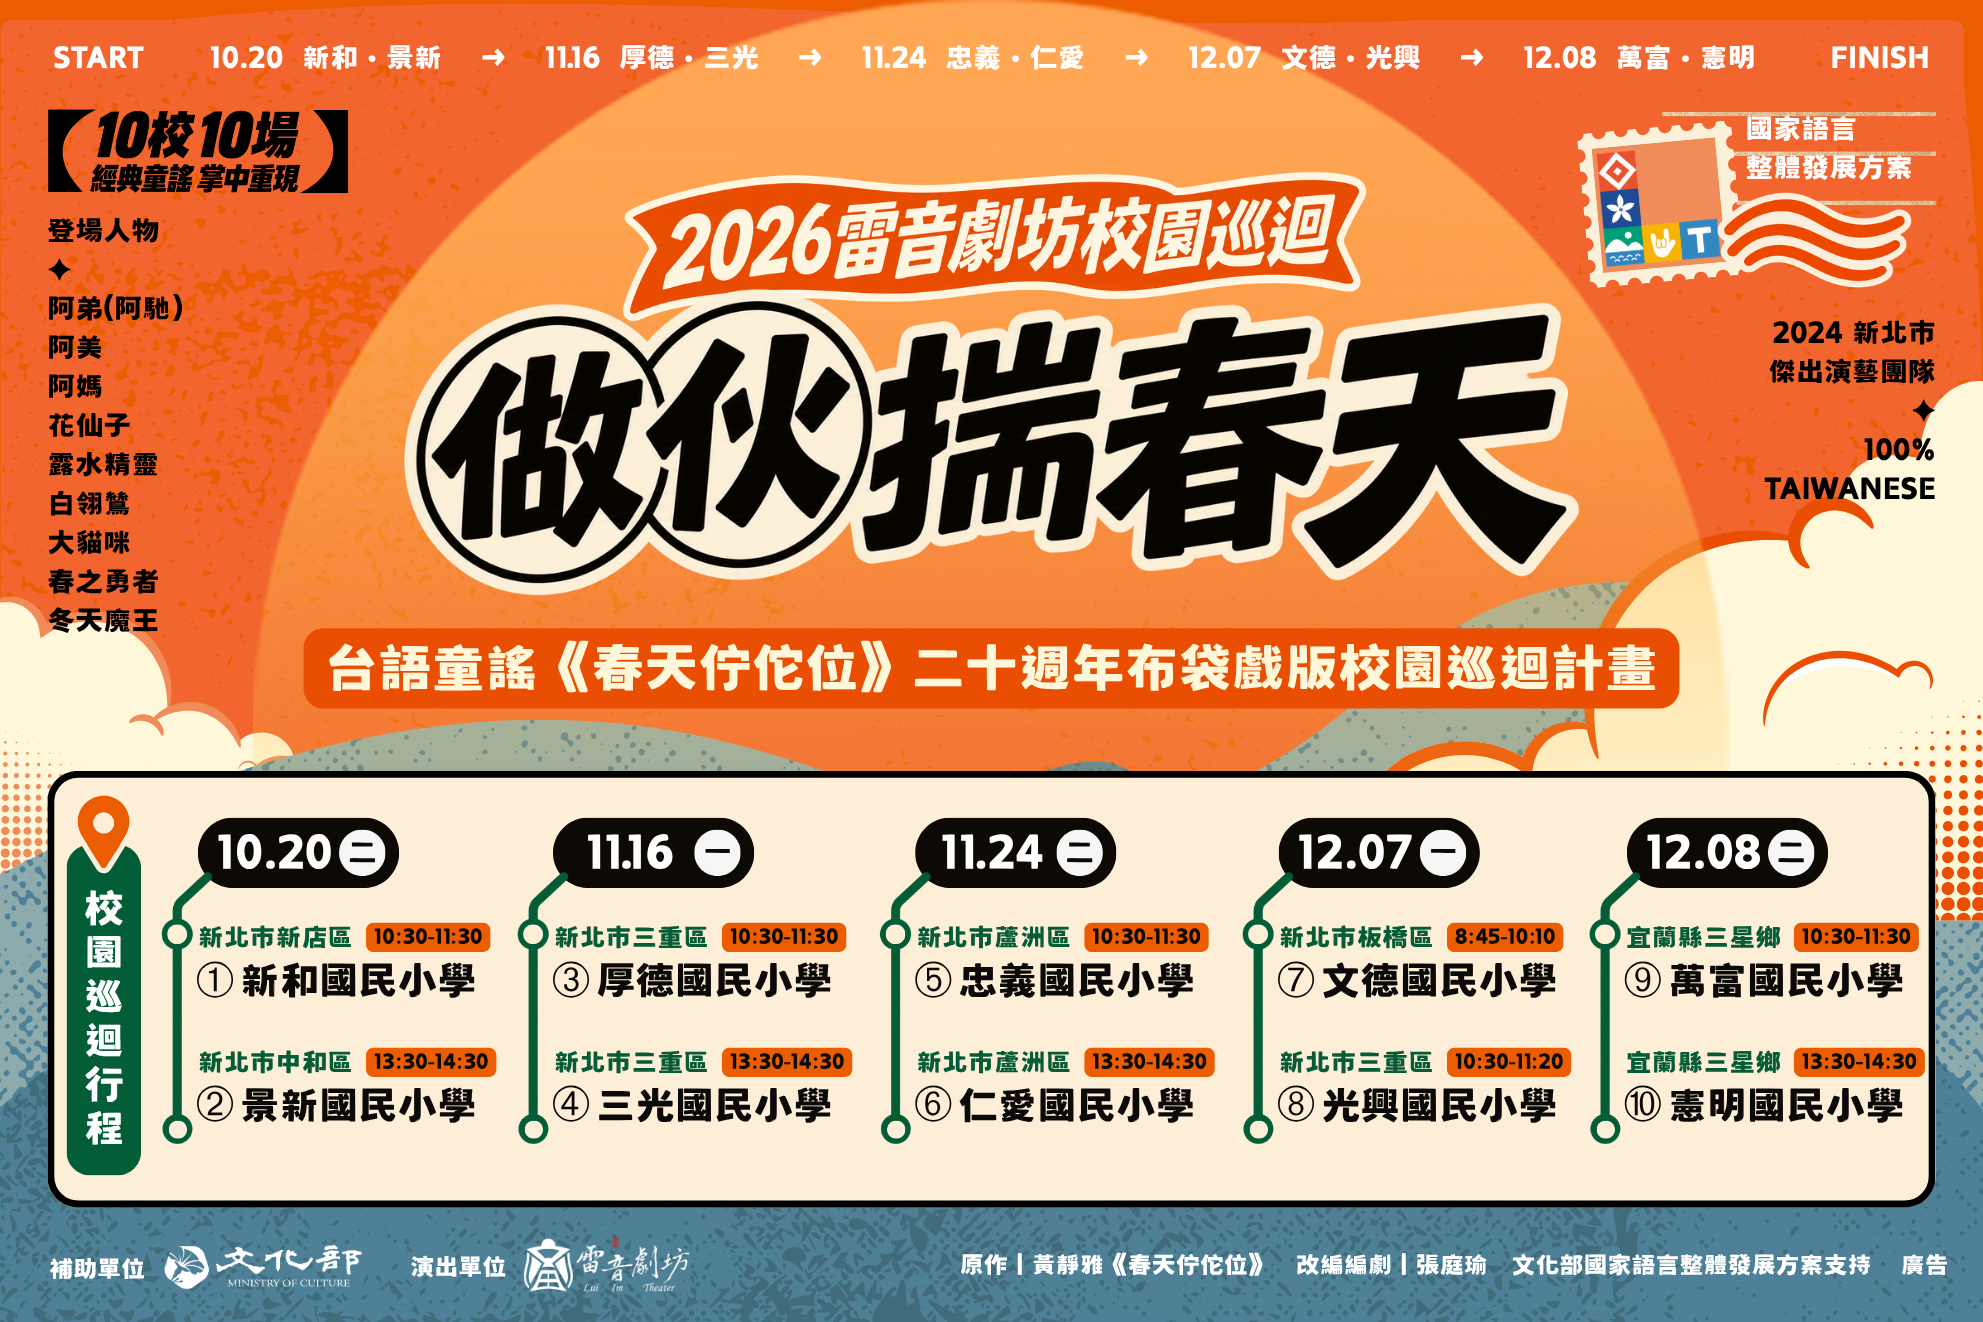 START 10.20 新和・景新 → 11.16 厚德・三光 → 11.24 忠義・仁愛 → 12.07 文德・光興 → 12.08 萬富・憲明 FINISH
10校10場
經典童謠 掌中重現
登場人物
阿弟(阿馳)
阿美
阿媽
花仙子
露水精靈
白翎鷥
大貓咪
春之勇者
冬天魔王
國家語言
整體發展方案
T
2024 新北市
傑出演藝團隊
100%
TAIWANESE
2026雷音劇坊校園巡迴
做伙揣春天
台語童謠《春天佇佗位》二十週年布袋戲版校園巡迴計畫
校園巡迴行程
10.20 二
新北市新店區 10:30-11:30
① 新和國民小學
新北市中和區 13:30-14:30
② 景新國民小學
11.16 一
新北市三重區 10:30-11:30
③ 厚德國民小學
新北市三重區 13:30-14:30
④ 三光國民小學
11.24 二
新北市蘆洲區 10:30-11:30
⑤ 忠義國民小學
新北市蘆洲區 13:30-14:30
⑥ 仁愛國民小學
12.07 一
新北市板橋區 8:45-10:10
⑦ 文德國民小學
新北市三重區 10:30-11:20
⑧ 光興國民小學
12.08 二
宜蘭縣三星鄉 10:30-11:30
⑨ 萬富國民小學
宜蘭縣三星鄉 13:30-14:30
⑩ 憲明國民小學
補助單位 文化部
MINISTRY OF CULTURE
演出單位 雷音劇坊
Lui Im Theater
原作｜黃靜雅《春天佇佗位》 改編編劇｜張庭瑜 文化部國家語言整體發展方案支持 廣告